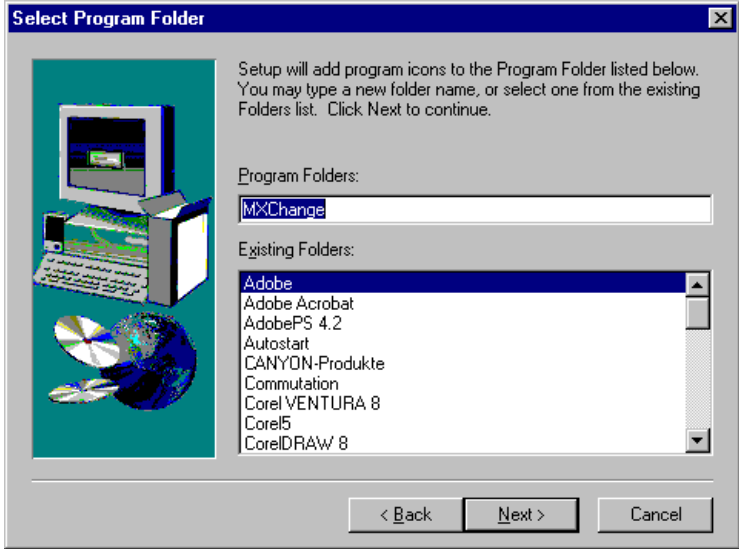 Select Program Folder
Setup will add program icons to the Program Folder listed below.
You may type a new folder name, or select one from the existing
Folders list.  Click Next to continue.
Program Folders:
MXChange
Existing Folders:
Adobe
Adobe Acrobat
AdobePS 4.2
Autostart
CANYON-Produkte
Commutation
Corel VENTURA 8
Corel5
CorelDRAW 8
< Back
Next >
Cancel